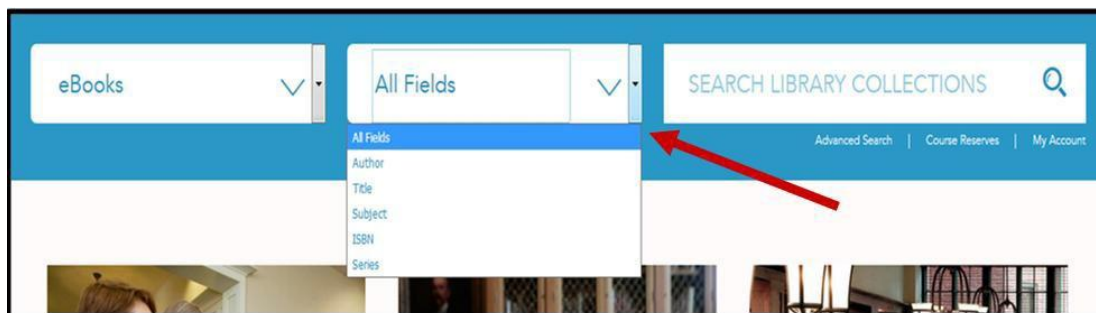 eBooks
All Fields
SEARCH LIBRARY COLLECTIONS
All Fields
Author
Title
Subject
ISBN
Series
Advanced Search | Course Reserves | My Account